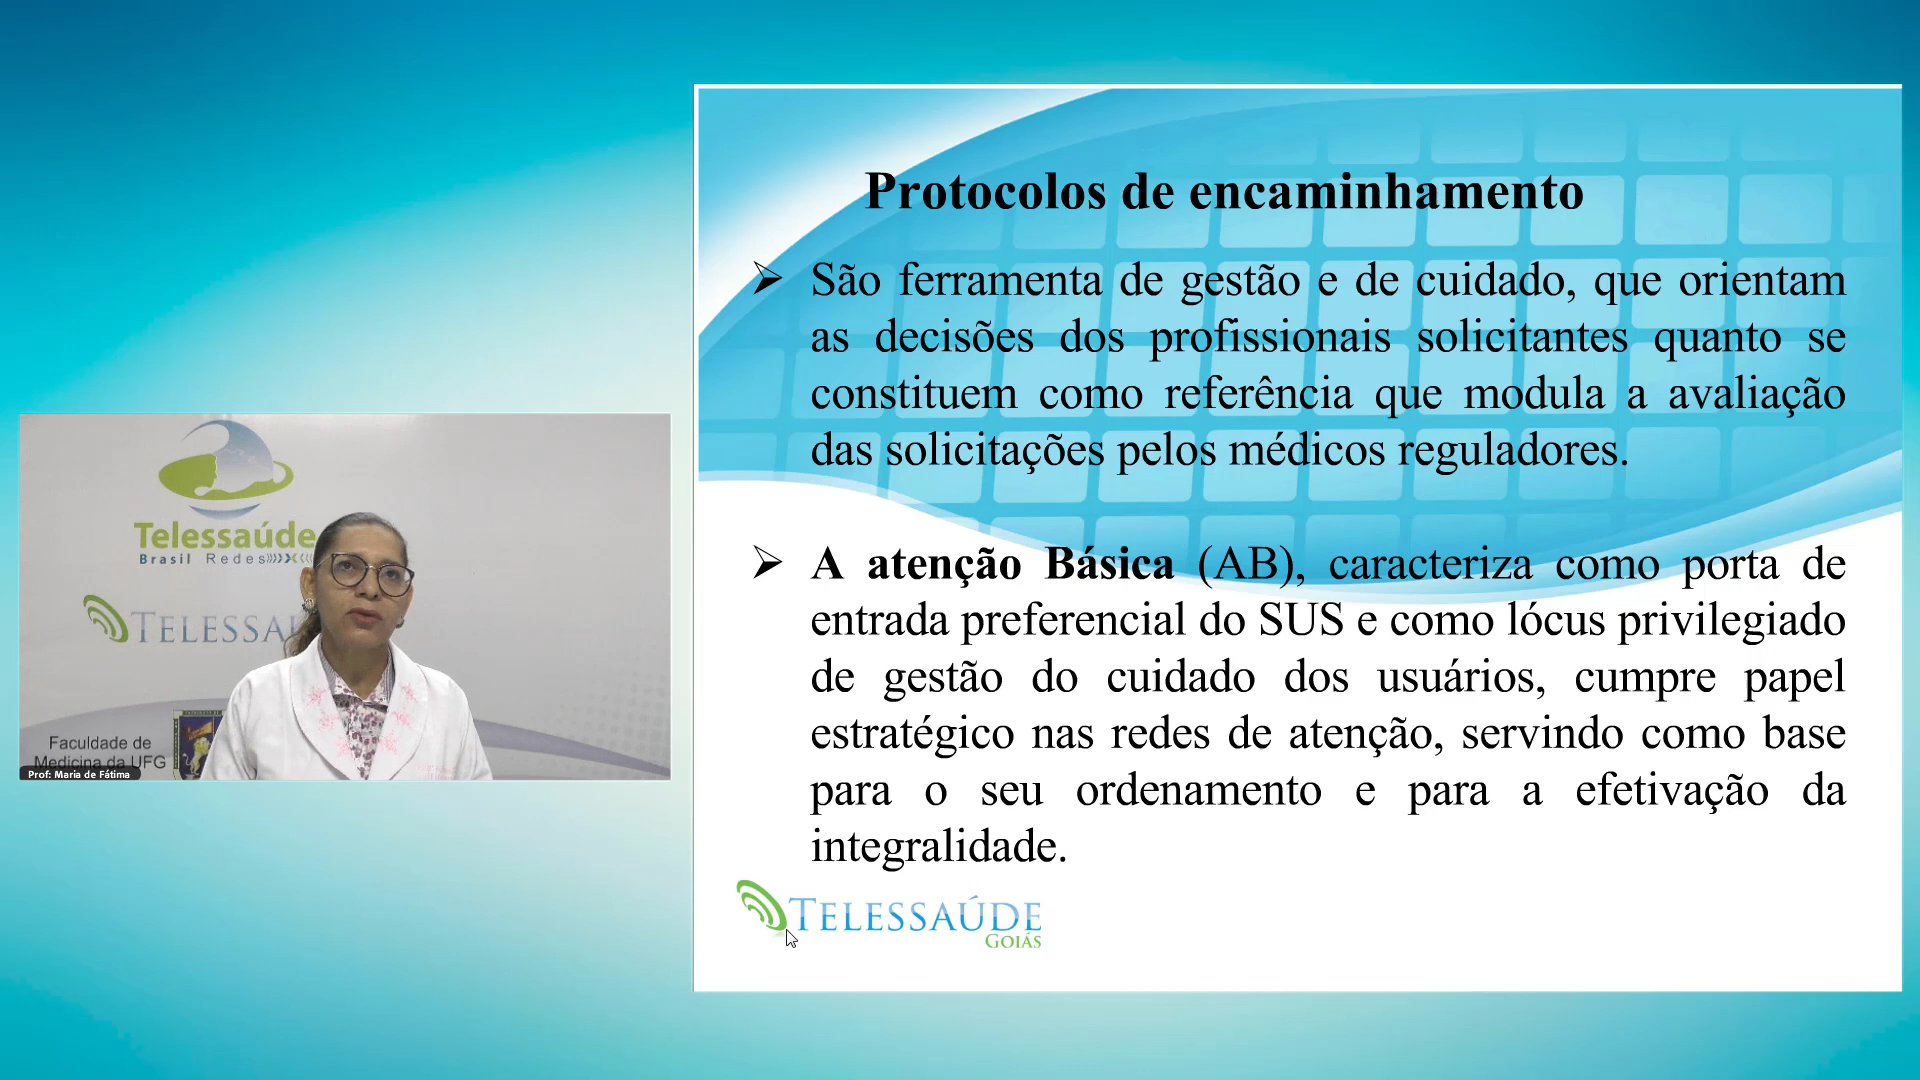 Protocolos de encaminhamento
São ferramenta de gestão e de cuidado, que orientam
as decisões dos profissionais solicitantes quanto se
constituem como referência que modula a avaliação
das solicitações pelos médicos reguladores.
A atenção Básica (AB), caracteriza como porta de
entrada preferencial do SUS e como lócus privilegiado
de gestão do cuidado dos usuários, cumpre papel
estratégico nas redes de atenção, servindo como base
para o seu ordenamento e para a efetivação da
integralidade.
TELESSAÚDE
GOIÁS
Telessaúde
Brasil Redes
TELESSA
Faculdade de
Medicina da UFG
Prof: Maria de Fátima